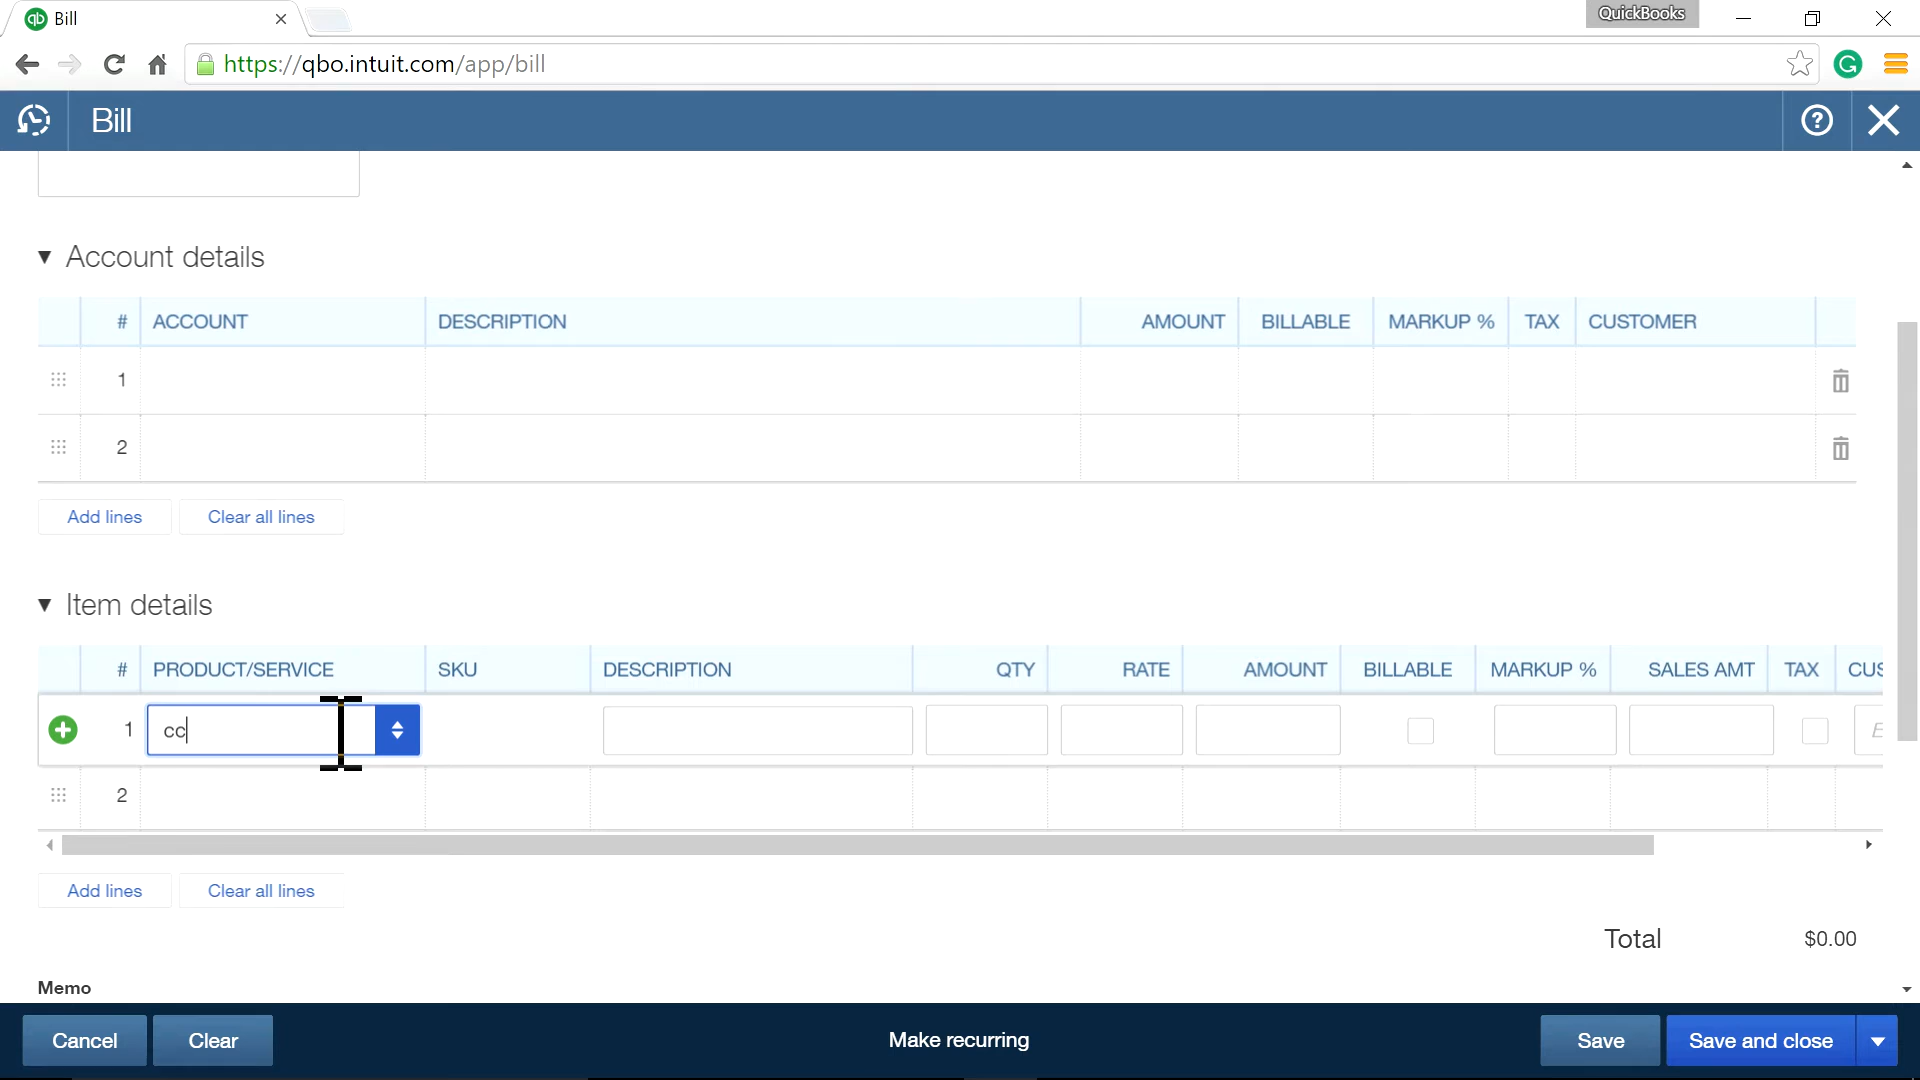 Bill
QuickBooks
https://qbo.intuit.com/app/bill
Bill
Account details
# ACCOUNT DESCRIPTION AMOUNT BILLABLE MARKUP % TAX CUSTOMER
1
2
Add lines Clear all lines
Item details
# PRODUCT/SERVICE SKU DESCRIPTION QTY RATE AMOUNT BILLABLE MARKUP % SALES AMT TAX CUS
1 cc
2
Add lines Clear all lines
Total $0.00
Memo
Cancel Clear Make recurring Save Save and close